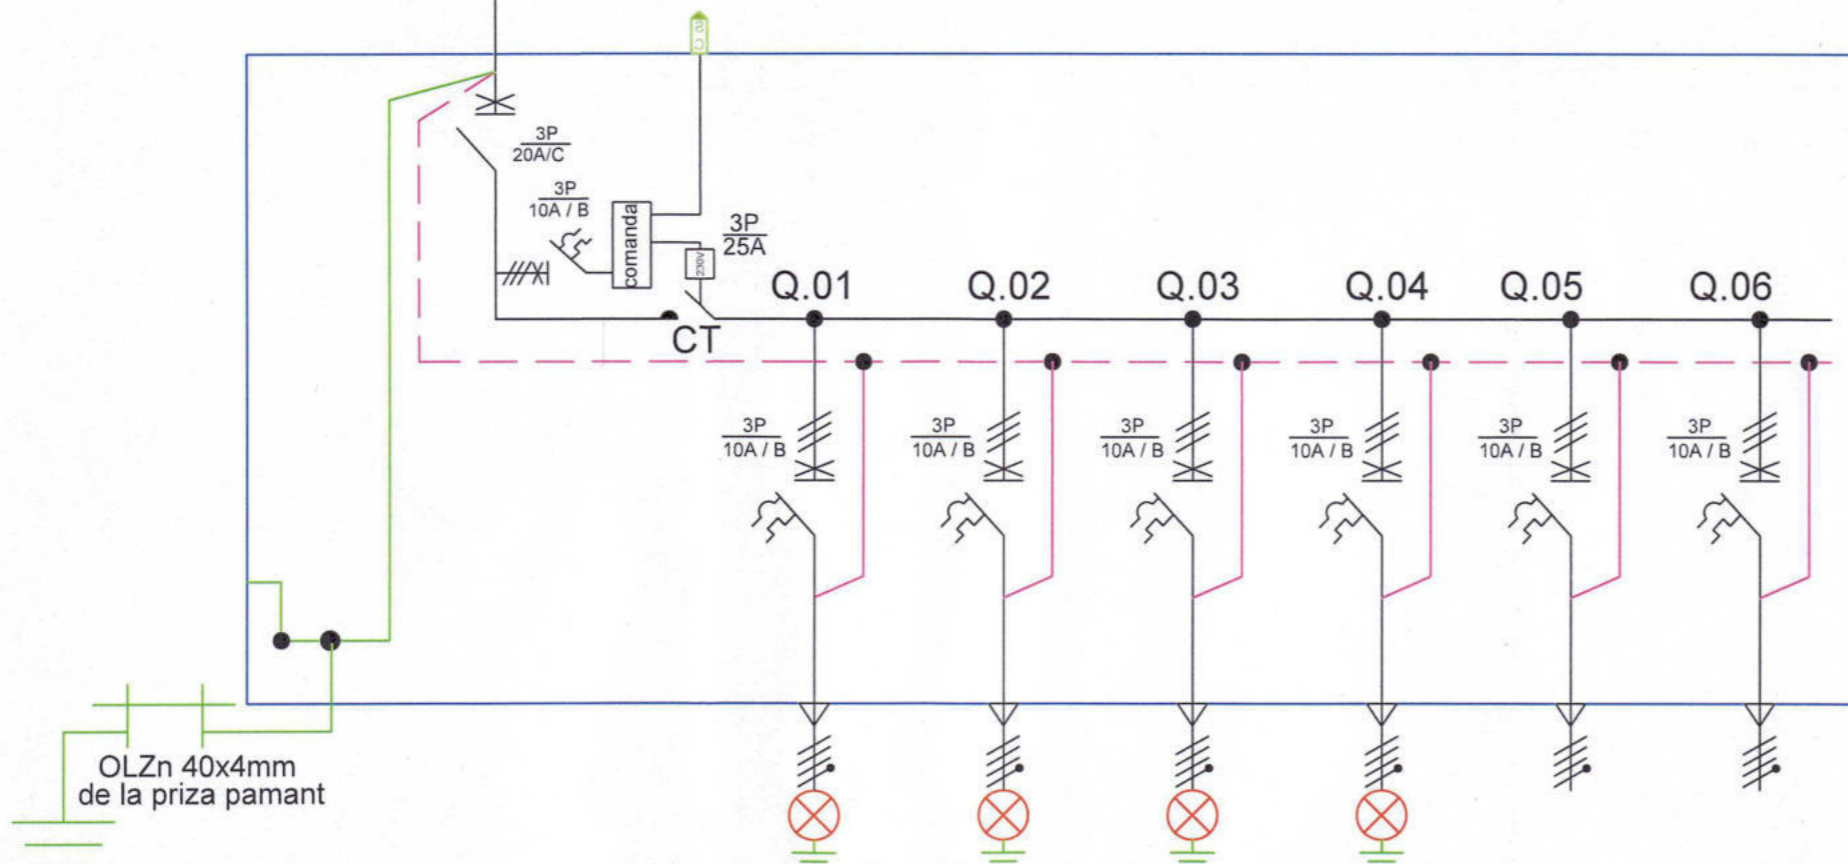 3P
20A/C
3P
10A / B
comanda
230V
3P
25A
CT
Q.01
Q.02
Q.03
Q.04
Q.05
Q.06
3P
10A / B
3P
10A / B
3P
10A / B
3P
10A / B
3P
10A / B
3P
10A / B
OLZn 40x4mm
de la priza pamant